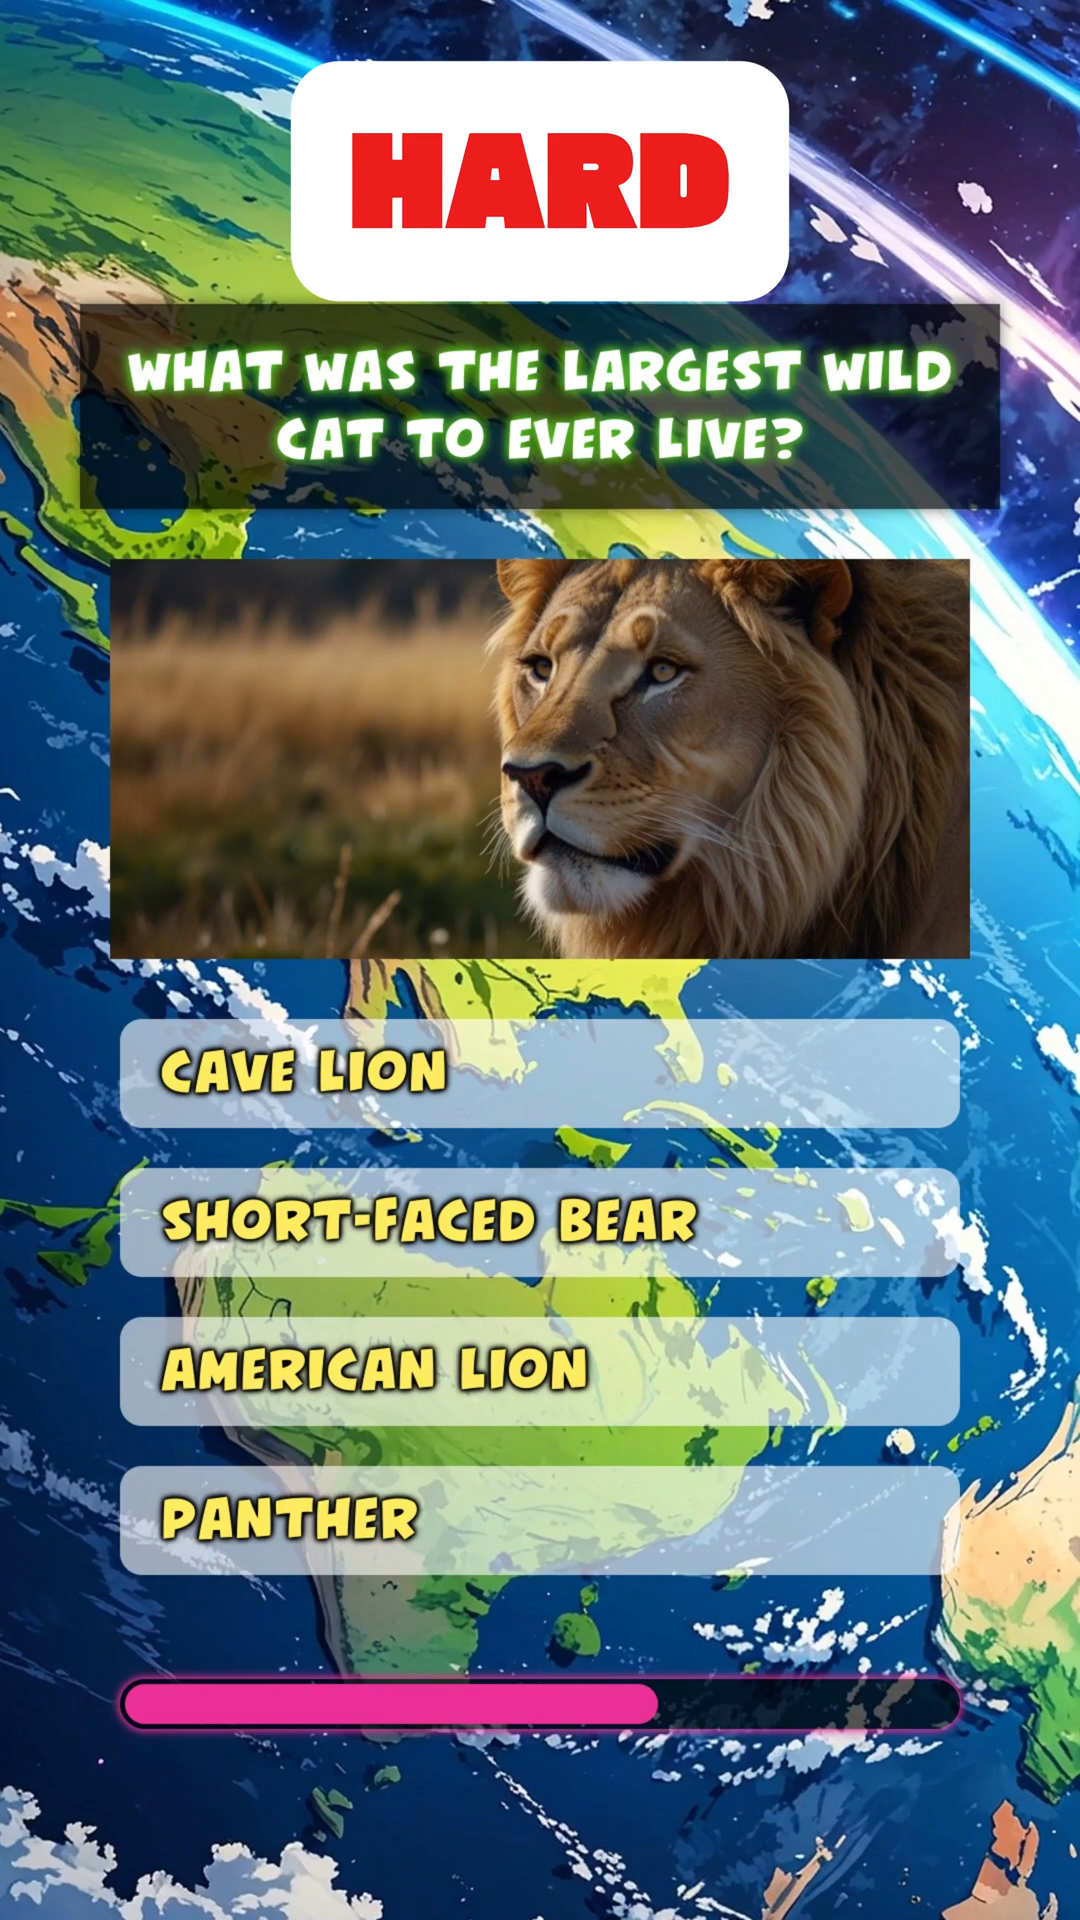 HARD
WHAT WAS THE LARGEST WILD
CAT TO EVER LIVE?
CAVE LION
SHORT-FACED BEAR
AMERICAN LION
PANTHER